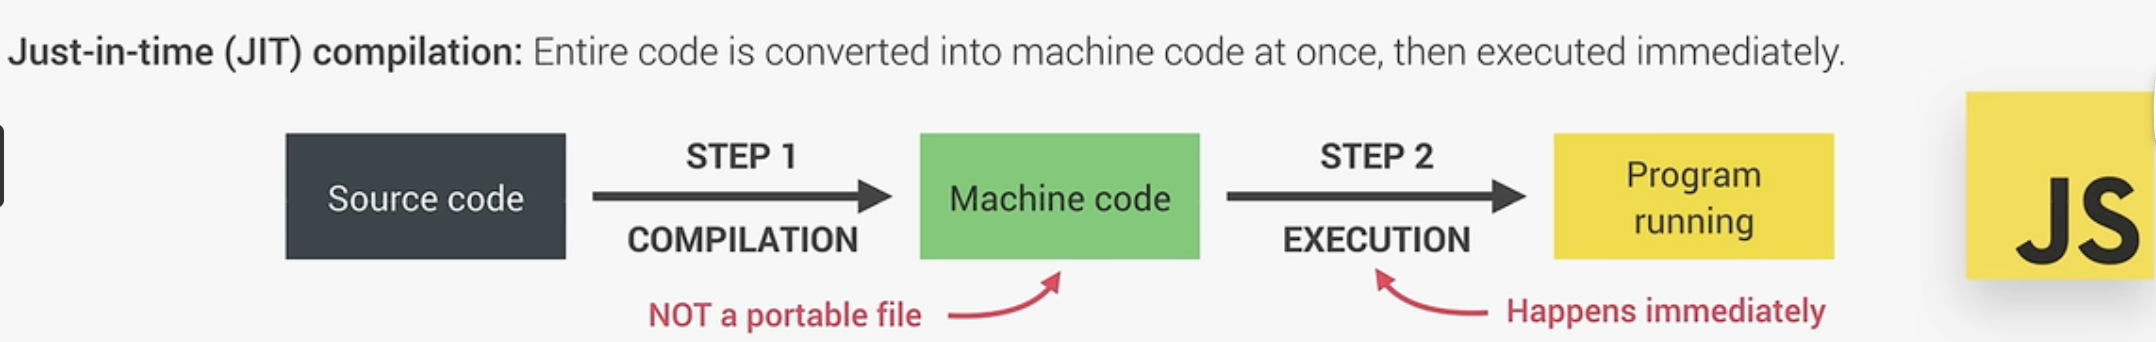 Just-in-time (JIT) compilation: Entire code is converted into machine code at once, then executed immediately.
Source code
STEP 1
COMPILATION
Machine code
STEP 2
EXECUTION
Program
running
JS
NOT a portable file
Happens immediately